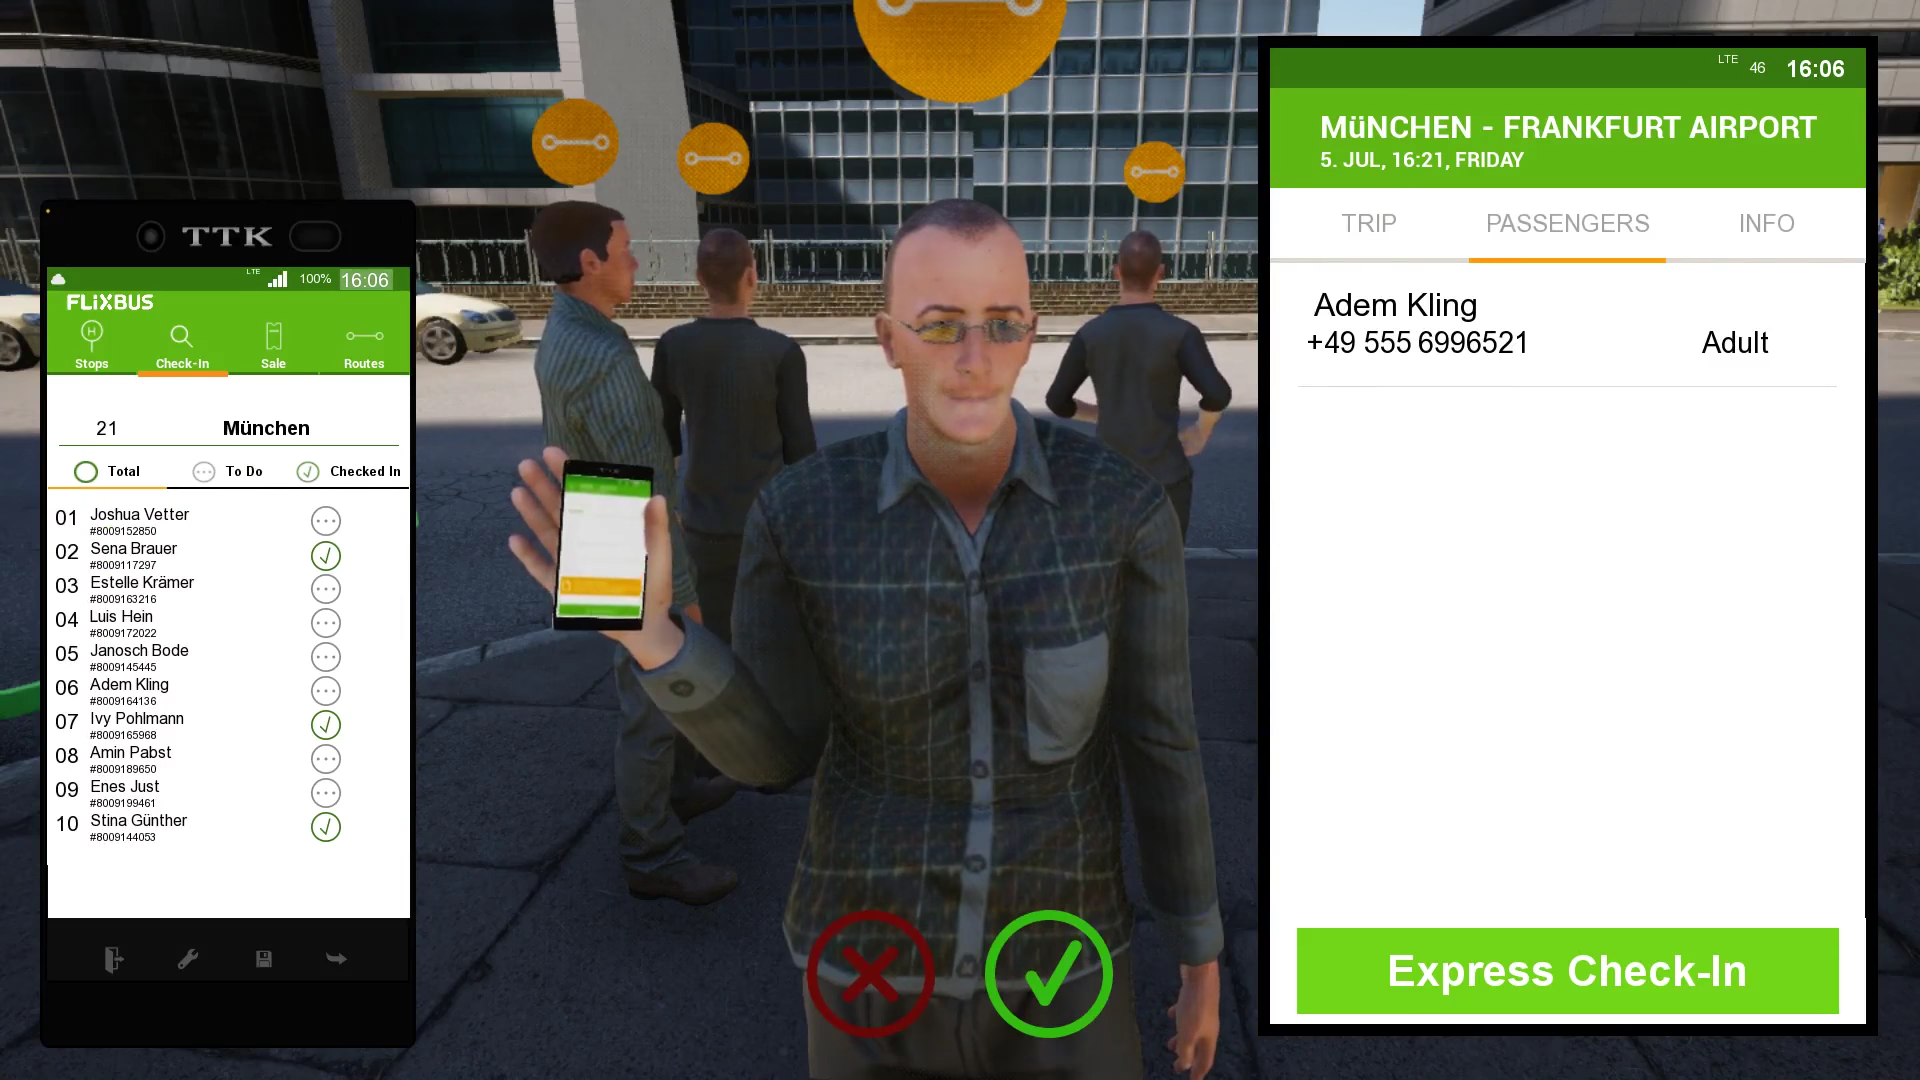 TTK
LTE 100% 16:06
FLiXBUS
H
Stops Check-In Sale Routes
21 München
Total To Do Checked In
01 Joshua Vetter
#8009152850
02 Sena Brauer
#8009117297
03 Estelle Krämer
#8009163216
04 Luis Hein
#8009172022
05 Janosch Bode
#8009145445
06 Adem Kling
#8009164136
07 Ivy Pohlmann
#8009165968
08 Amin Pabst
#8009189650
09 Enes Just
#8009199461
10 Stina Günther
#8009144053
LTE 46 16:06
MüNCHEN - FRANKFURT AIRPORT
5. JUL, 16:21, FRIDAY
TRIP PASSENGERS INFO
Adem Kling
+49 555 6996521 Adult
Express Check-In